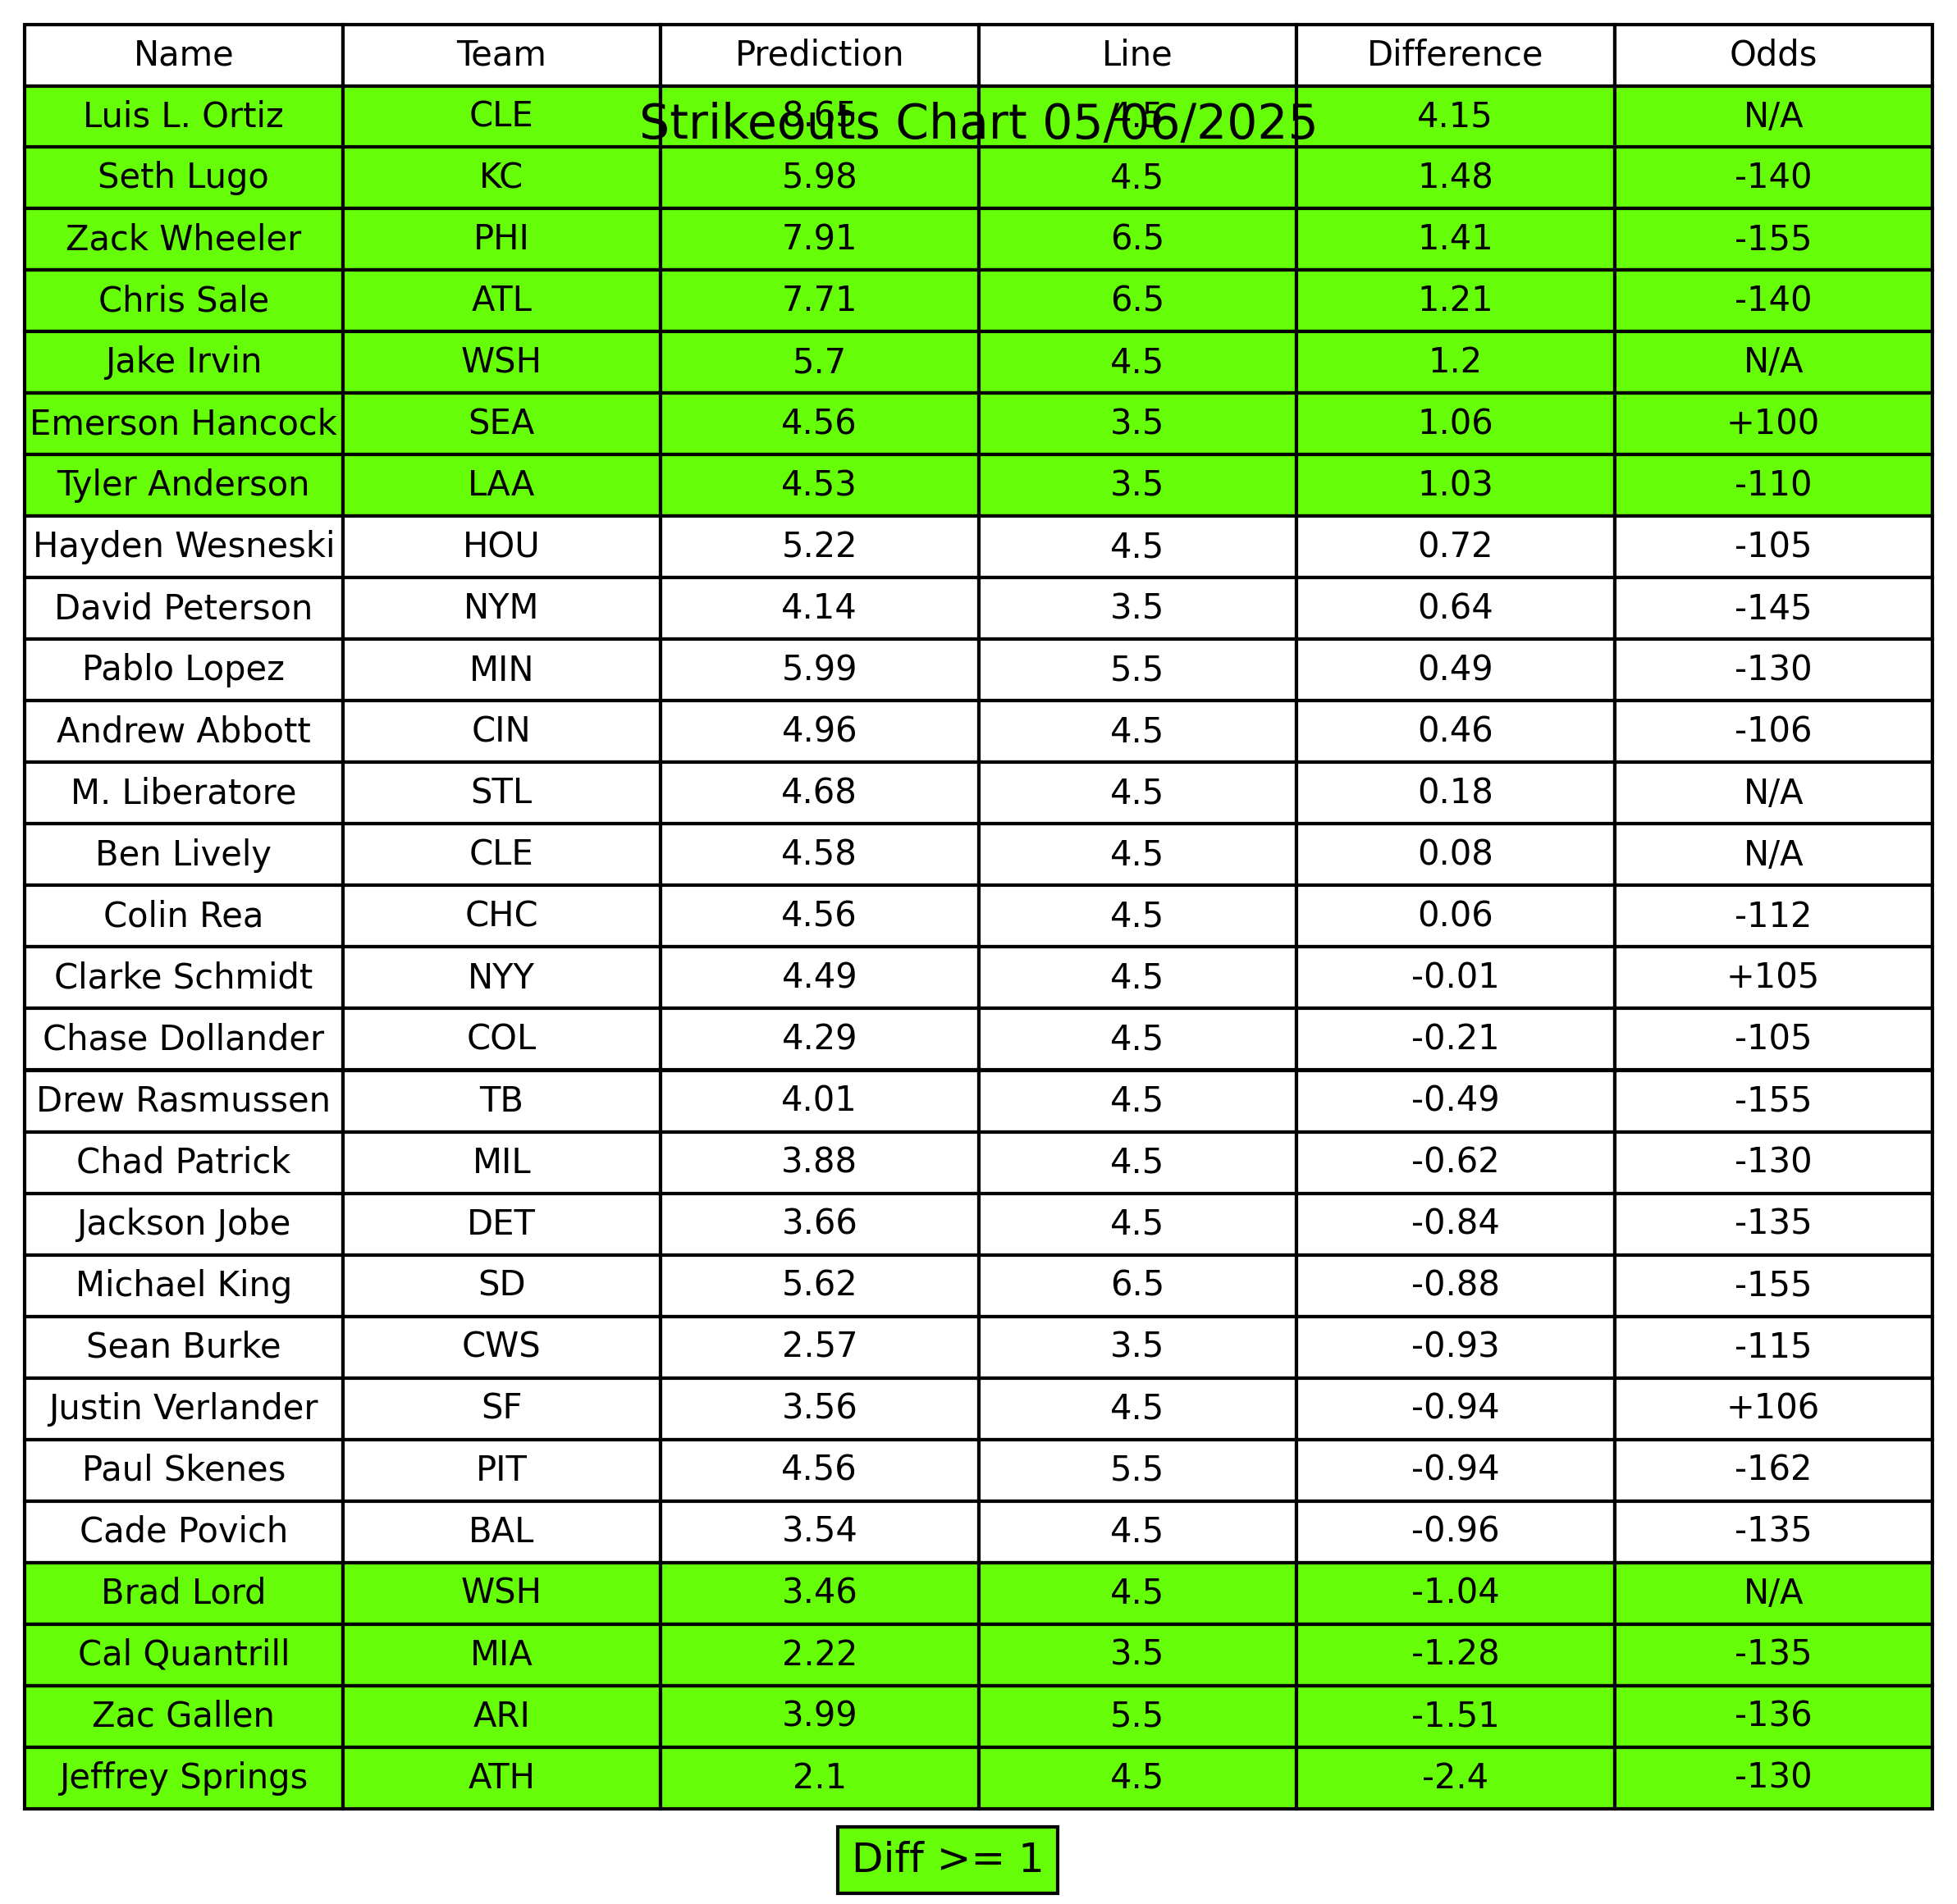 Name Team Prediction Line Difference Odds
Luis L. Ortiz CLE 8.65 4.5 4.15 N/A
Strikeouts Chart 05/06/2025
Seth Lugo KC 5.98 4.5 1.48 -140
Zack Wheeler PHI 7.91 6.5 1.41 -155
Chris Sale ATL 7.71 6.5 1.21 -140
Jake Irvin WSH 5.7 4.5 1.2 N/A
Emerson Hancock SEA 4.56 3.5 1.06 +100
Tyler Anderson LAA 4.53 3.5 1.03 -110
Hayden Wesneski HOU 5.22 4.5 0.72 -105
David Peterson NYM 4.14 3.5 0.64 -145
Pablo Lopez MIN 5.99 5.5 0.49 -130
Andrew Abbott CIN 4.96 4.5 0.46 -106
M. Liberatore STL 4.68 4.5 0.18 N/A
Ben Lively CLE 4.58 4.5 0.08 N/A
Colin Rea CHC 4.56 4.5 0.06 -112
Clarke Schmidt NYY 4.49 4.5 -0.01 +105
Chase Dollander COL 4.29 4.5 -0.21 -105
Drew Rasmussen TB 4.01 4.5 -0.49 -155
Chad Patrick MIL 3.88 4.5 -0.62 -130
Jackson Jobe DET 3.66 4.5 -0.84 -135
Michael King SD 5.62 6.5 -0.88 -155
Sean Burke CWS 2.57 3.5 -0.93 -115
Justin Verlander SF 3.56 4.5 -0.94 +106
Paul Skenes PIT 4.56 5.5 -0.94 -162
Cade Povich BAL 3.54 4.5 -0.96 -135
Brad Lord WSH 3.46 4.5 -1.04 N/A
Cal Quantrill MIA 2.22 3.5 -1.28 -135
Zac Gallen ARI 3.99 5.5 -1.51 -136
Jeffrey Springs ATH 2.1 4.5 -2.4 -130
Diff >= 1